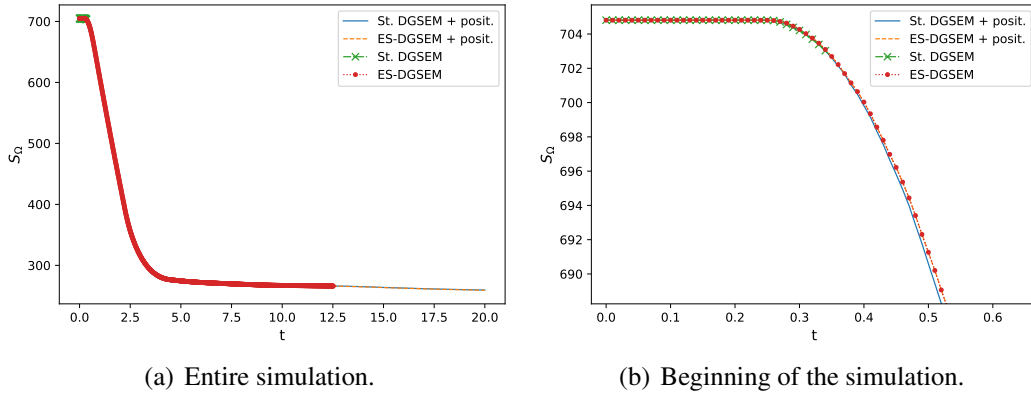 700
600
500
400
300
S_Ω
0.0 2.5 5.0 7.5 10.0 12.5 15.0 17.5 20.0
t
St. DGSEM + posit.
ES-DGSEM + posit.
St. DGSEM
ES-DGSEM
(a) Entire simulation.
704
702
700
698
696
694
692
690
S_Ω
0.0 0.1 0.2 0.3 0.4 0.5 0.6
t
St. DGSEM + posit.
ES-DGSEM + posit.
St. DGSEM
ES-DGSEM
(b) Beginning of the simulation.